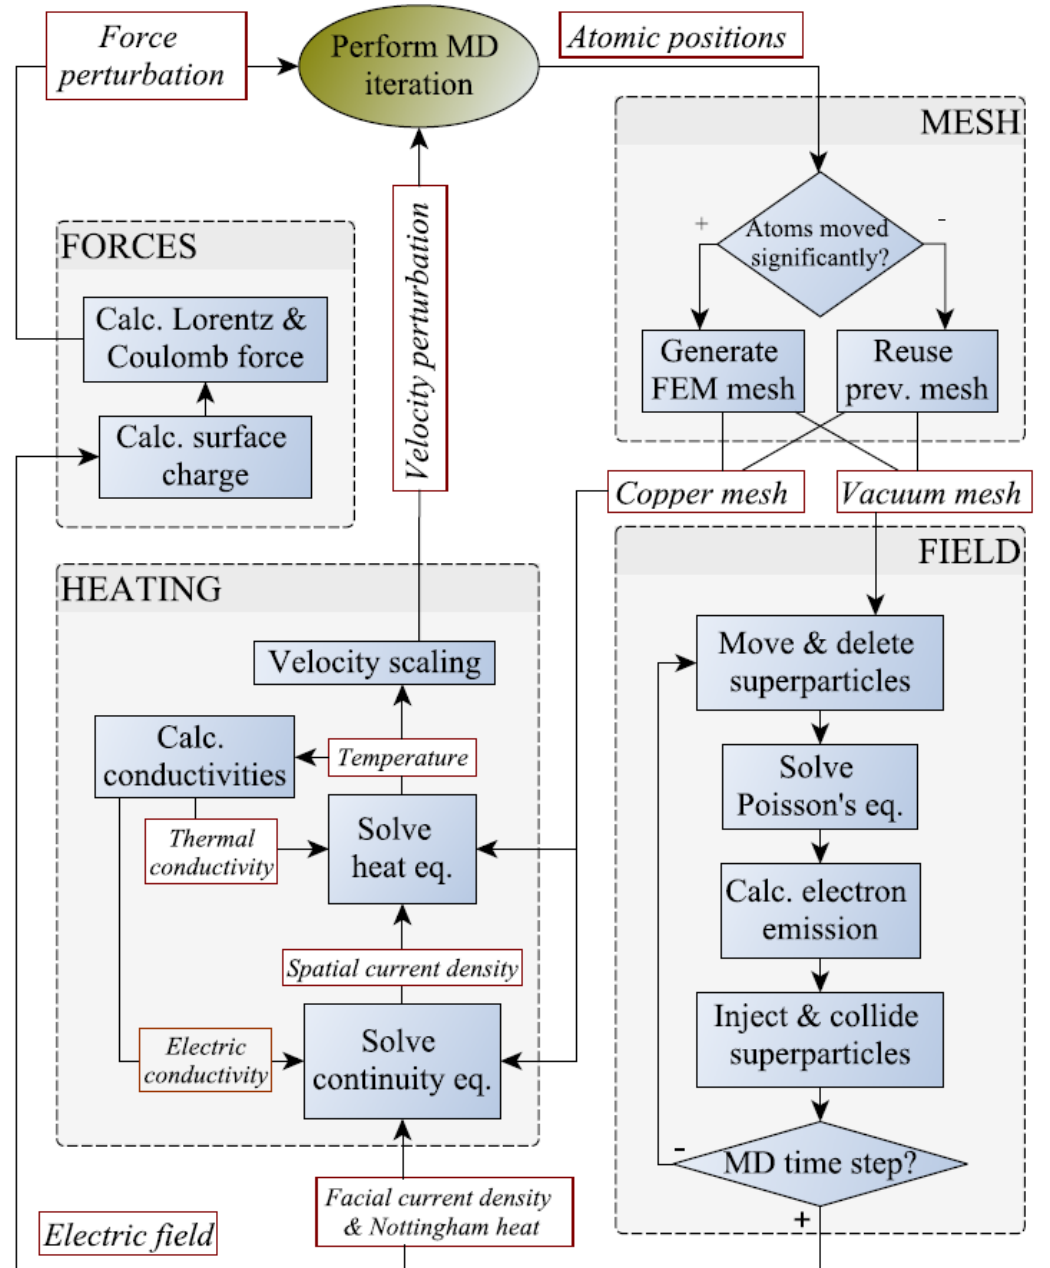 Force
perturbation
Perform MD
iteration
Atomic positions
MESH
+
-
Atoms moved
significantly?
Generate
FEM mesh
Reuse
prev. mesh
Copper mesh
Vacuum mesh
Velocity perturbation
FORCES
Calc. Lorentz &
Coulomb force
Calc. surface
charge
HEATING
Velocity scaling
Calc.
conductivities
Temperature
Thermal
conductivity
Solve
heat eq.
Spatial current density
Electric
conductivity
Solve
continuity eq.
Facial current density
& Nottingham heat
Electric field
FIELD
Move & delete
superparticles
Solve
Poisson's eq.
Calc. electron
emission
Inject & collide
superparticles
-
MD time step?
+